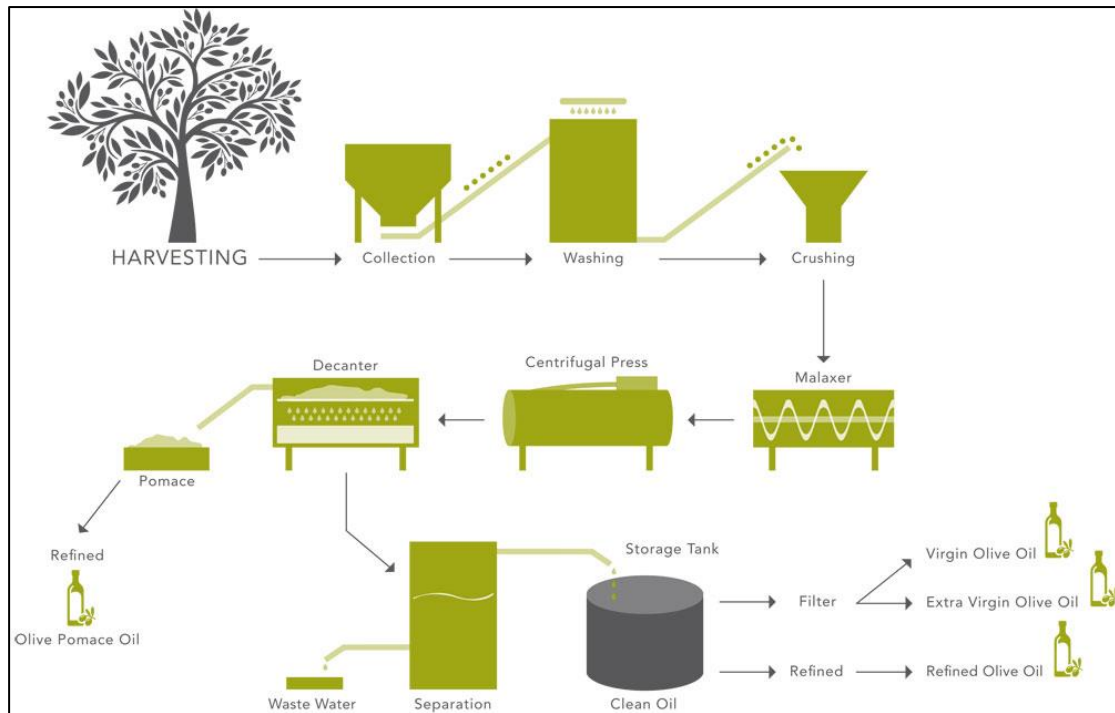 HARVESTING
Collection
Washing
Crushing
Decanter
Centrifugal Press
Malaxer
Pomace
Refined
Olive Pomace Oil
Storage Tank
Virgin Olive Oil
Filter
Extra Virgin Olive Oil
Refined
Refined Olive Oil
Waste Water
Separation
Clean Oil